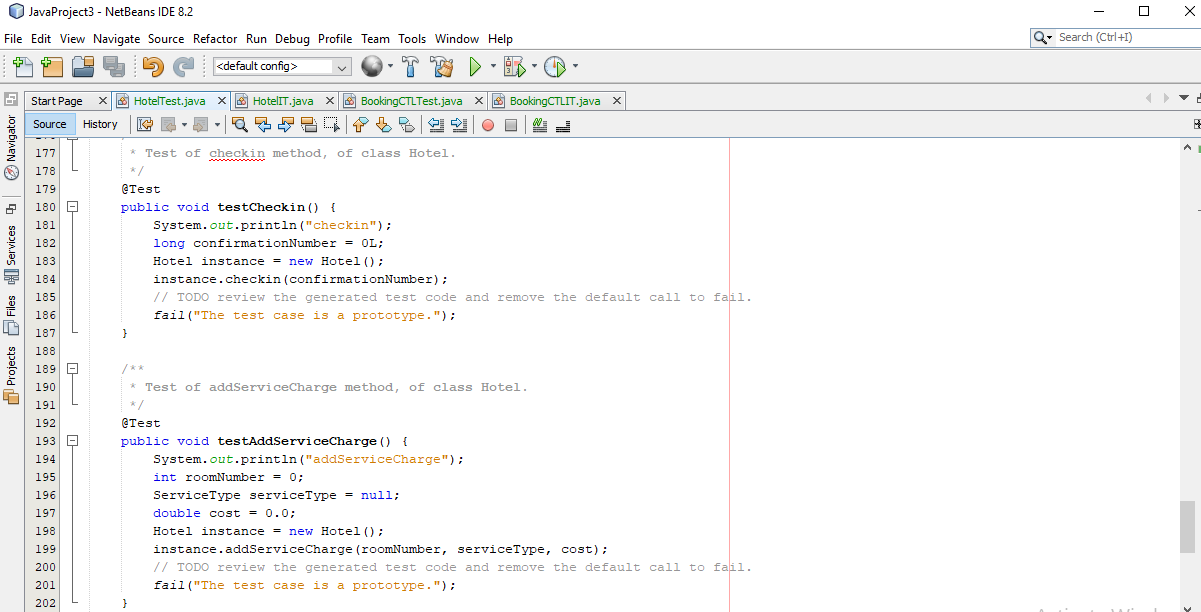 JavaProject3 - NetBeans IDE 8.2
File Edit View Navigate Source Refactor Run Debug Profile Team Tools Window Help
Search (Ctrl+I)
<default config>
Start Page HotelTest.java HotelIT.java BookingCTLTest.java BookingCTLIT.java
Source History
Navigator
Services
Files
Projects
177 * Test of checkin method, of class Hotel.
178 */
179 @Test
180 public void testCheckin() {
181 System.out.println("checkin");
182 long confirmationNumber = 0L;
183 Hotel instance = new Hotel();
184 instance.checkin(confirmationNumber);
185 // TODO review the generated test code and remove the default call to fail.
186 fail("The test case is a prototype.");
187 }
188
189 /**
190 * Test of addServiceCharge method, of class Hotel.
191 */
192 @Test
193 public void testAddServiceCharge() {
194 System.out.println("addServiceCharge");
195 int roomNumber = 0;
196 ServiceType serviceType = null;
197 double cost = 0.0;
198 Hotel instance = new Hotel();
199 instance.addServiceCharge(roomNumber, serviceType, cost);
200 // TODO review the generated test code and remove the default call to fail.
201 fail("The test case is a prototype.");
202 }